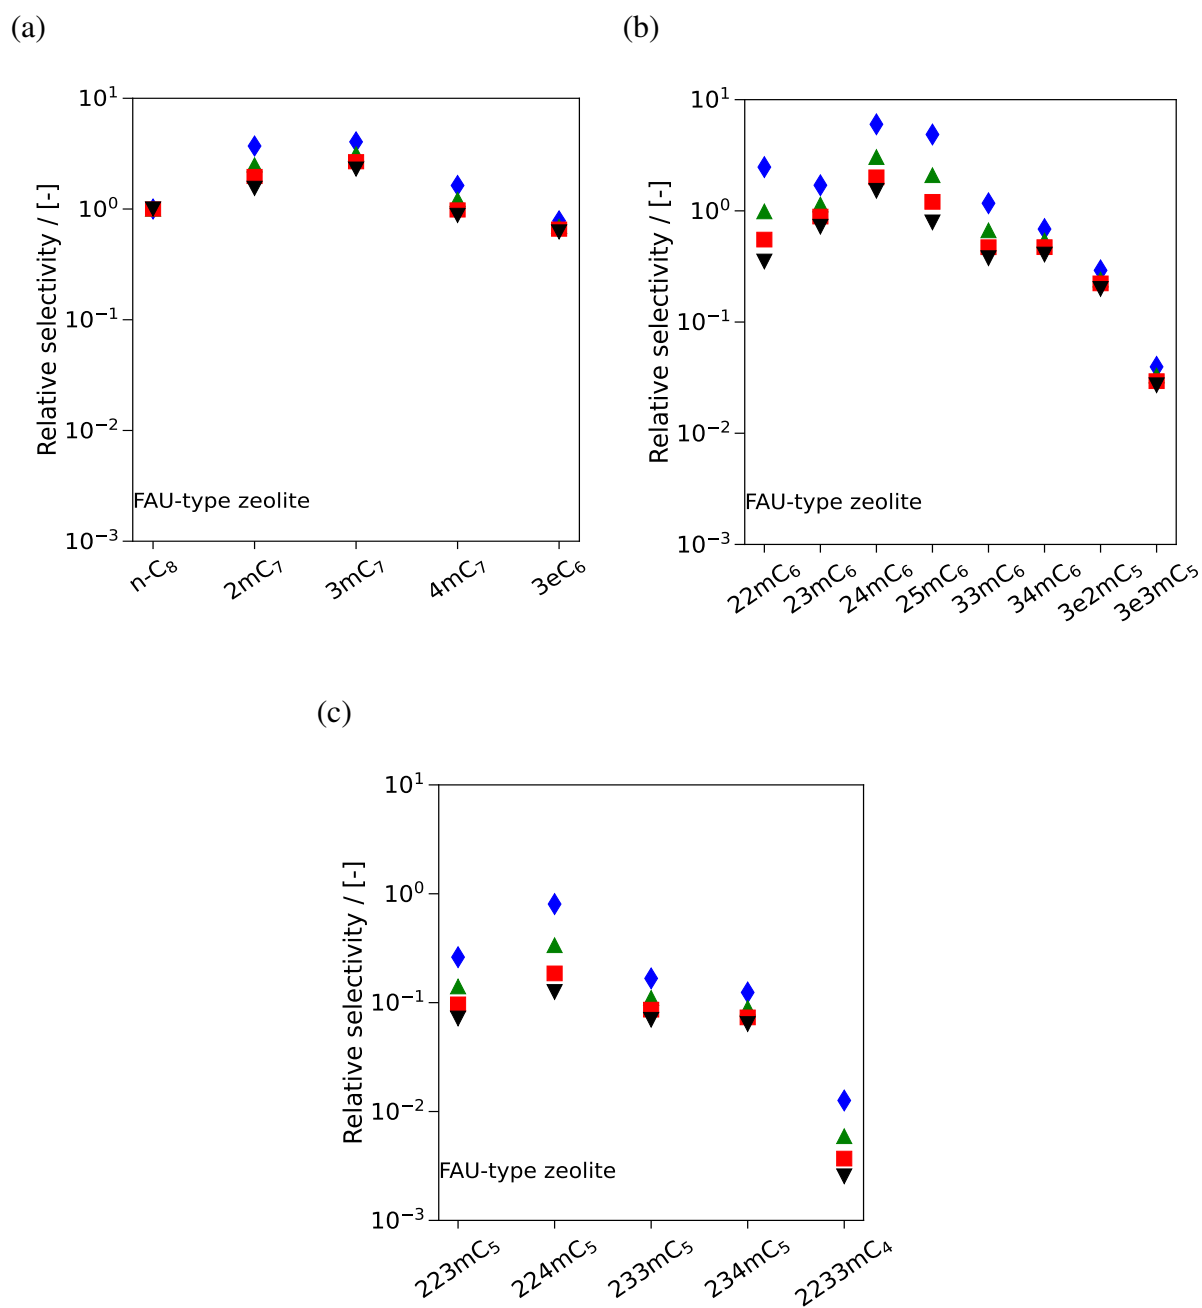 (a)
Relative selectivity / [-]
10¹
10⁰
10⁻¹
10⁻²
10⁻³
FAU-type zeolite
n-C₈ 2mC₇ 3mC₇ 4mC₇ 3eC₆
(b)
Relative selectivity / [-]
10¹
10⁰
10⁻¹
10⁻²
10⁻³
FAU-type zeolite
22mC₆ 23mC₆ 24mC₆ 25mC₆ 33mC₆ 34mC₆ 3e2mC₅ 3e3mC₅
(c)
Relative selectivity / [-]
10¹
10⁰
10⁻¹
10⁻²
10⁻³
FAU-type zeolite
223mC₅ 224mC₅ 233mC₅ 234mC₅ 2233mC₄